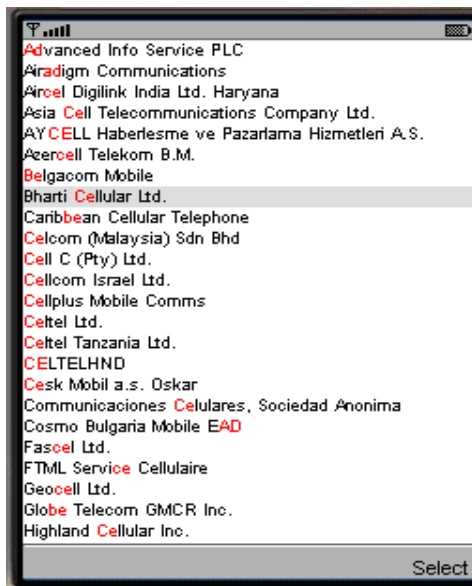 Advanced Info Service PLC
Airadigm Communications
Aircel Digilink India Ltd. Haryana
Asia Cell Telecommunications Company Ltd.
AYCELL Haberlesme ve Pazarlama Hizmetleri A.S.
Azercell Telekom B.M.
Belgacom Mobile
Bharti Cellular Ltd.
Caribbean Cellular Telephone
Celcom (Malaysia) Sdn Bhd
Cell C (Pty) Ltd.
Cellcom Israel Ltd.
Cellplus Mobile Comms
Celtel Ltd.
Celtel Tanzania Ltd.
CELTELHND
Cesk Mobil a.s. Oskar
Communicaciones Celulares, Sociedad Anonima
Cosmo Bulgaria Mobile EAD
Fascel Ltd.
FTML Service Cellulaire
Geocell Ltd.
Globe Telecom GMCR Inc.
Highland Cellular Inc.
Select